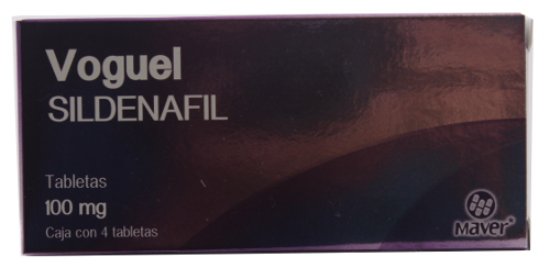 Voguel
SILDENAFIL
Tabletas
100 mg
Caja con 4 tabletas
Maver®